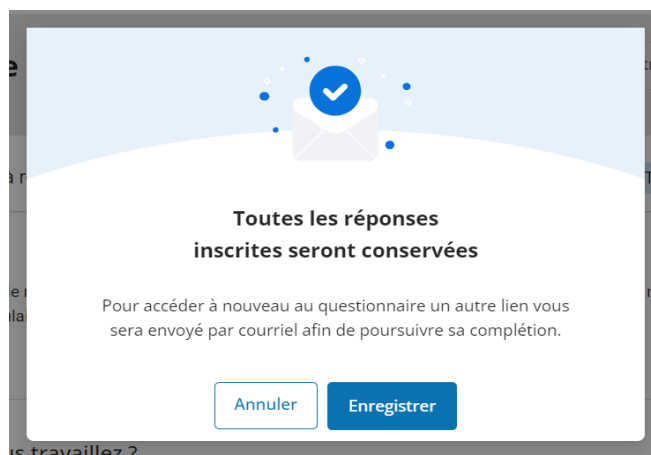 Toutes les réponses
inscrites seront conservées
Pour accéder à nouveau au questionnaire un autre lien vous
sera envoyé par courriel afin de poursuivre sa complétion.
Annuler
Enregistrer
travaillez ?